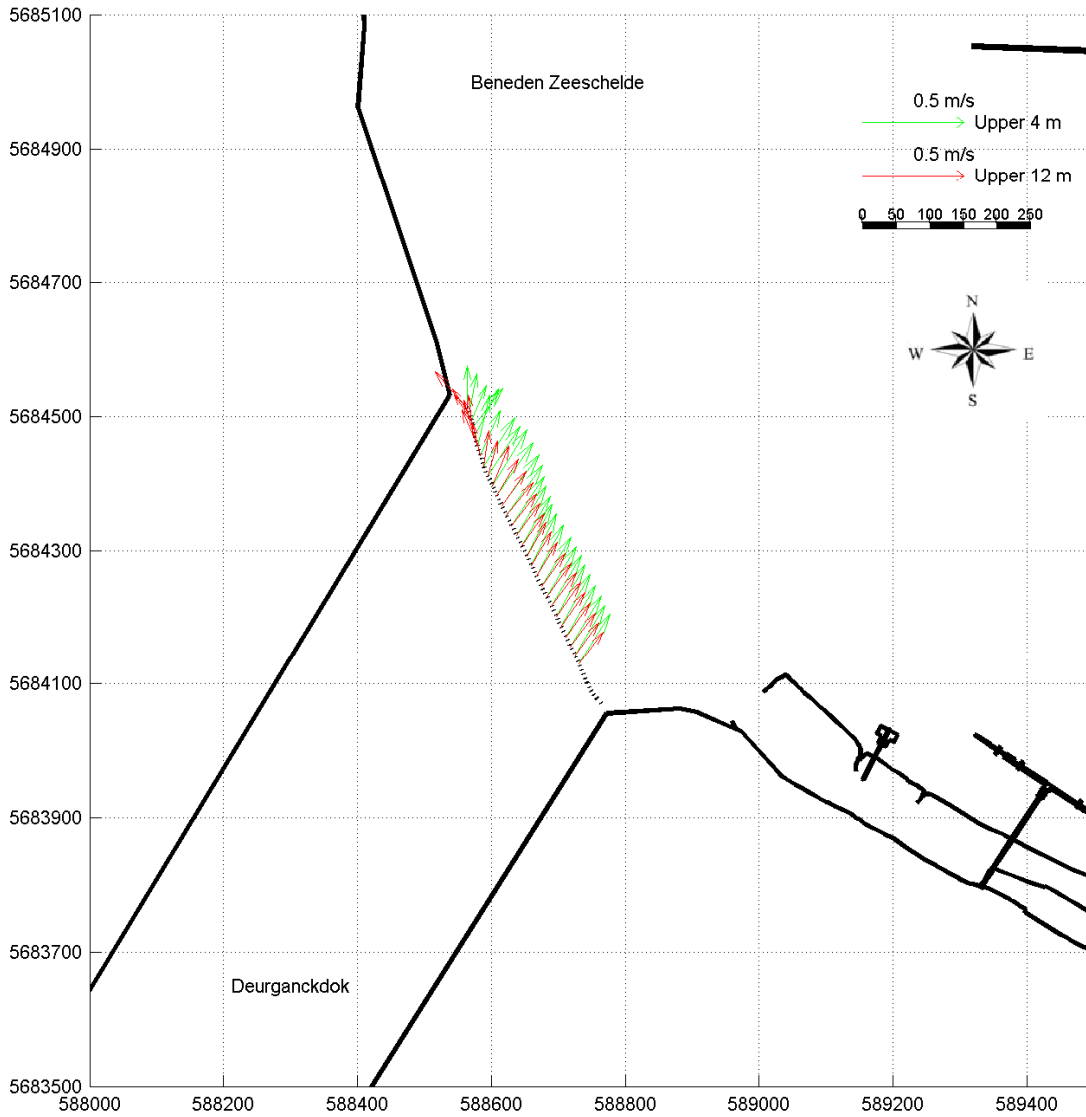 5685100
Beneden Zeeschelde
0.5 m/s
Upper 4 m
5684900
0.5 m/s
Upper 12 m
0 50 100 150 200 250
5684700
N
W E
S
5684500
5684300
5684100
5683900
5683700
Deurganckdok
5683500
588000 588200 588400 588600 588800 589000 589200 589400